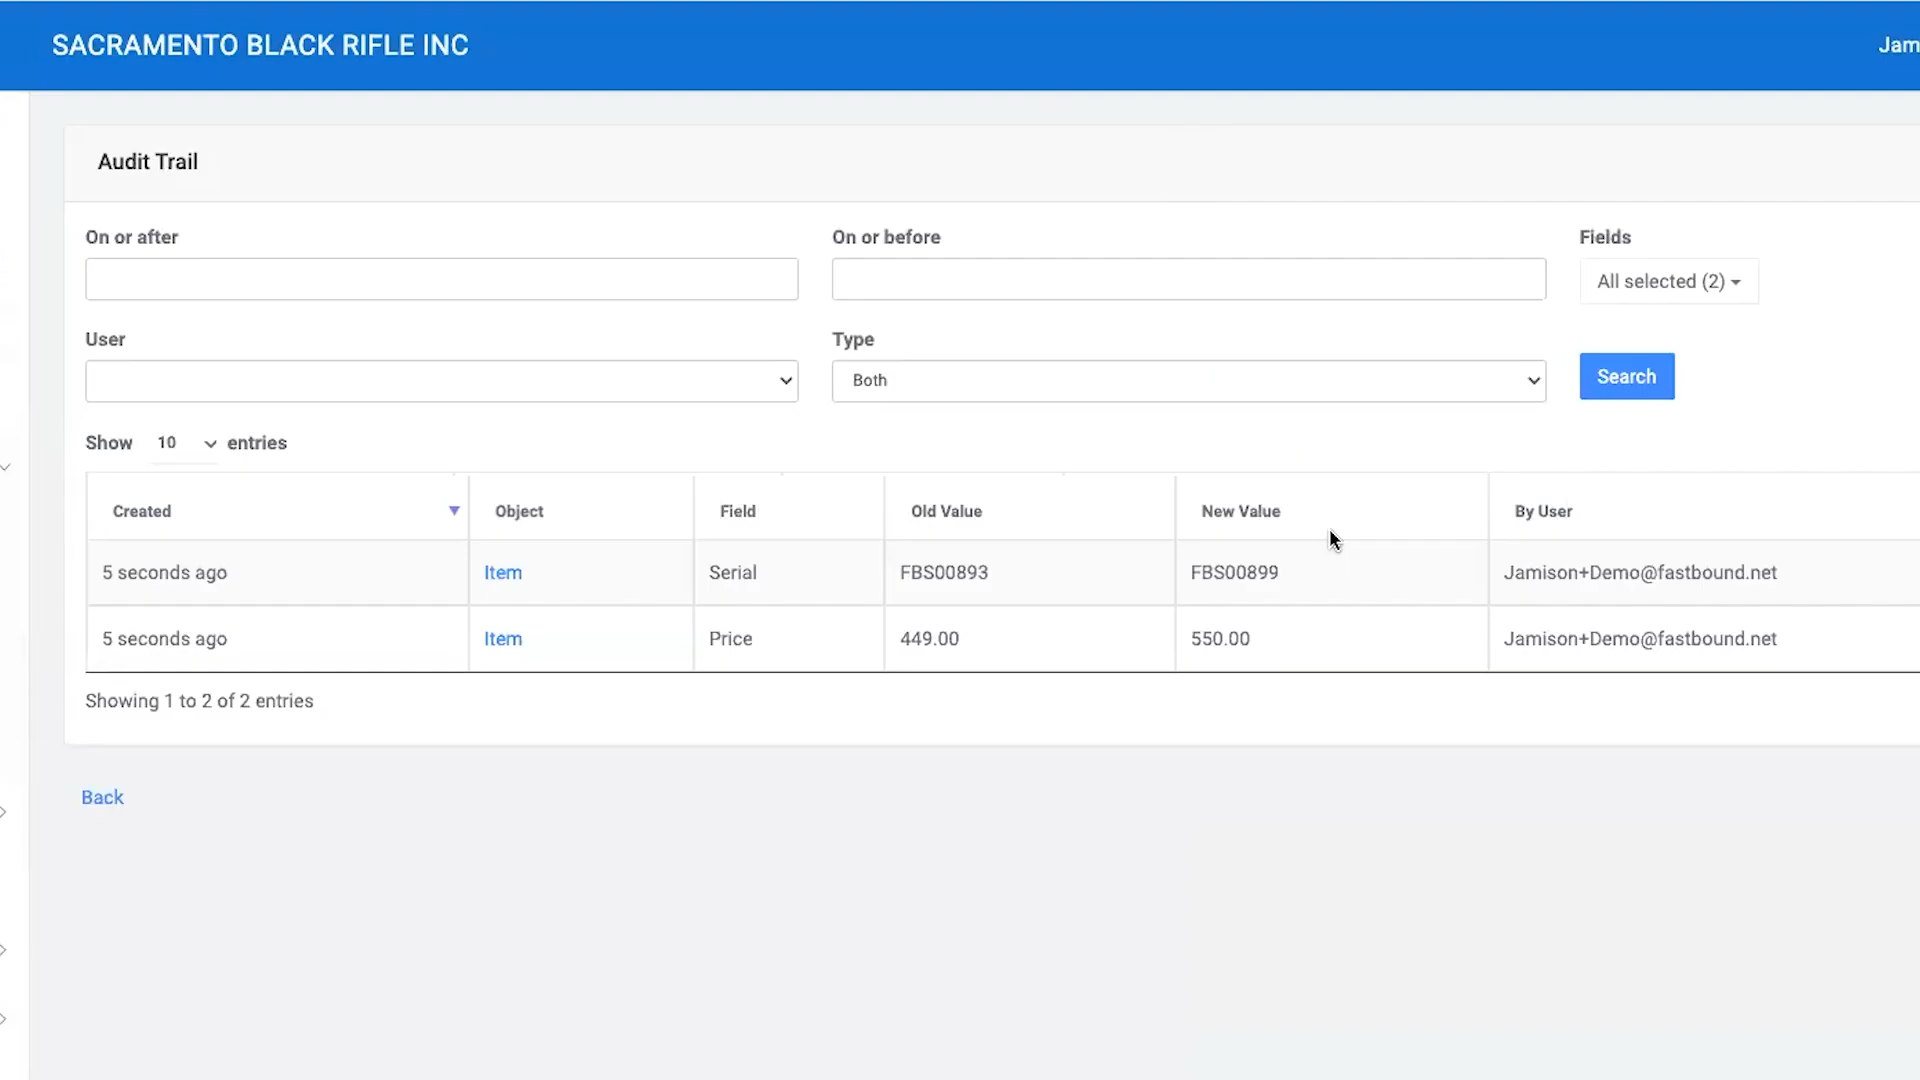 SACRAMENTO BLACK RIFLE INC
Jam
Audit Trail
On or after
On or before
Fields
All selected (2)
User
Type
Both
Search
Show 10 entries
Created Object Field Old Value New Value By User
5 seconds ago Item Serial FBS00893 FBS00899 Jamison+Demo@fastbound.net
5 seconds ago Item Price 449.00 550.00 Jamison+Demo@fastbound.net
Showing 1 to 2 of 2 entries
Back